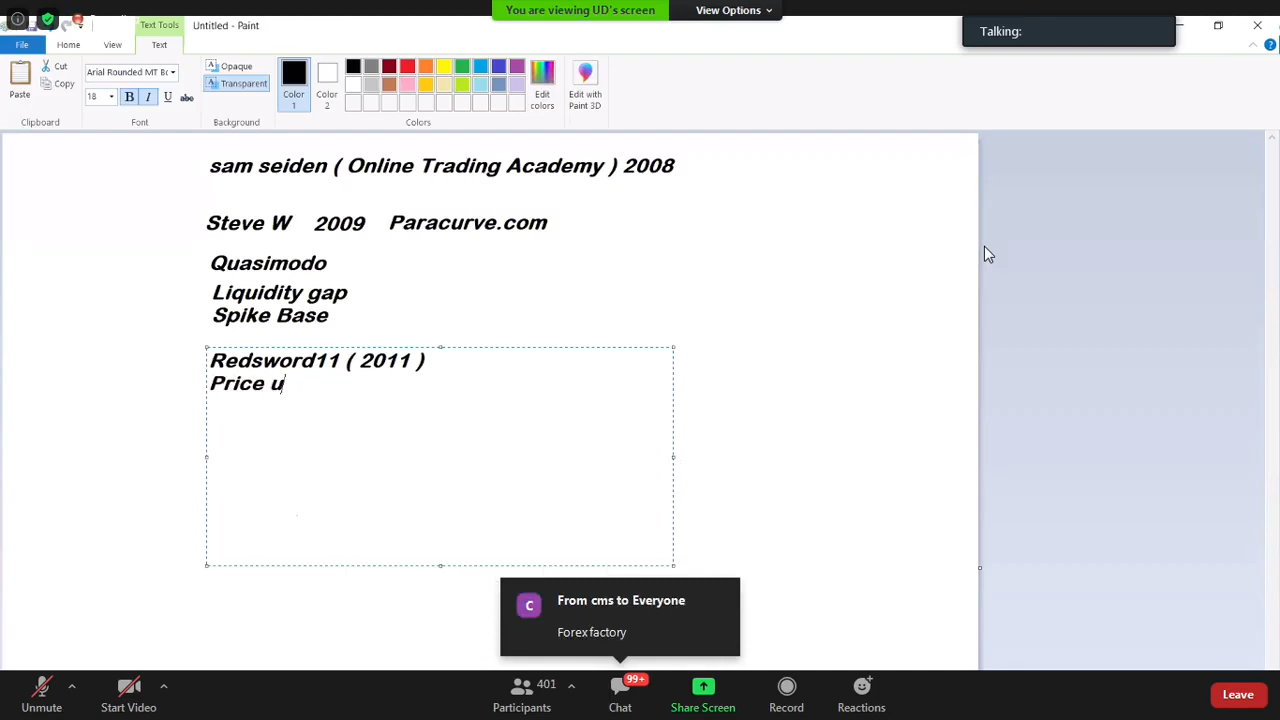 You are viewing UD's screen
View Options
Text Tools
Untitled - Paint
Talking:
File
Home
View
Text
Paste
Cut
Copy
Clipboard
Arial Rounded MT B
18
B
I
U
abc
Font
Opaque
Transparent
Background
Color 1
Color 2
Edit colors
Colors
Edit with Paint 3D
sam seiden ( Online Trading Academy ) 2008
Steve W 2009 Paracurve.com
Quasimodo
Liquidity gap
Spike Base
Redsword11 ( 2011 )
Price u
C
From cms to Everyone
Forex factory
Unmute
Start Video
401
Participants
99+
Chat
Share Screen
Record
Reactions
Leave